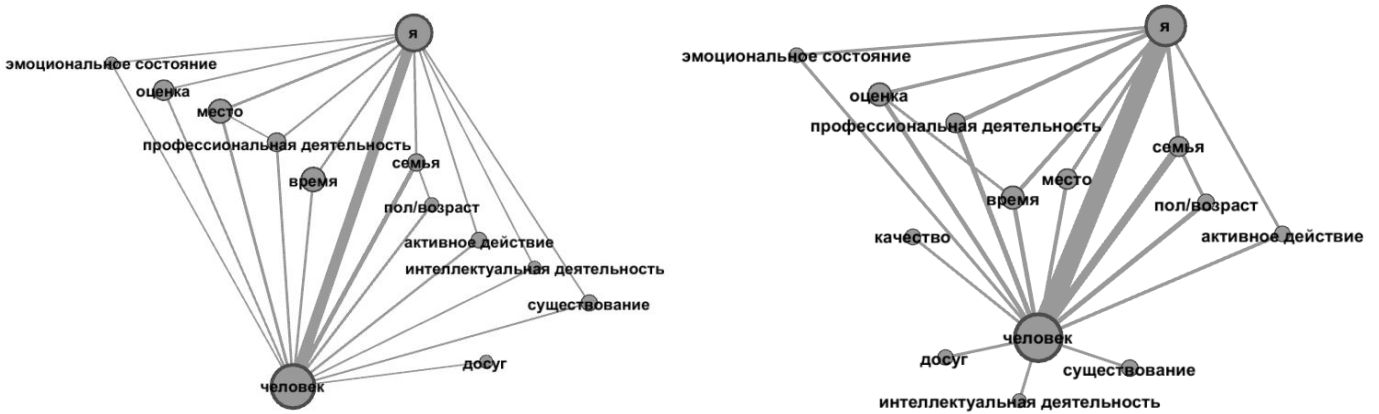 я
эмоциональное состояние
оценка
место
профессиональная деятельность
семья
время
пол/возраст
активное действие
интеллектуальная деятельность
существование
досуг
человек
я
эмоциональное состояние
оценка
профессиональная деятельность
семья
место
время
пол/возраст
качество
активное действие
человек
досуг
существование
интеллектуальная деятельность